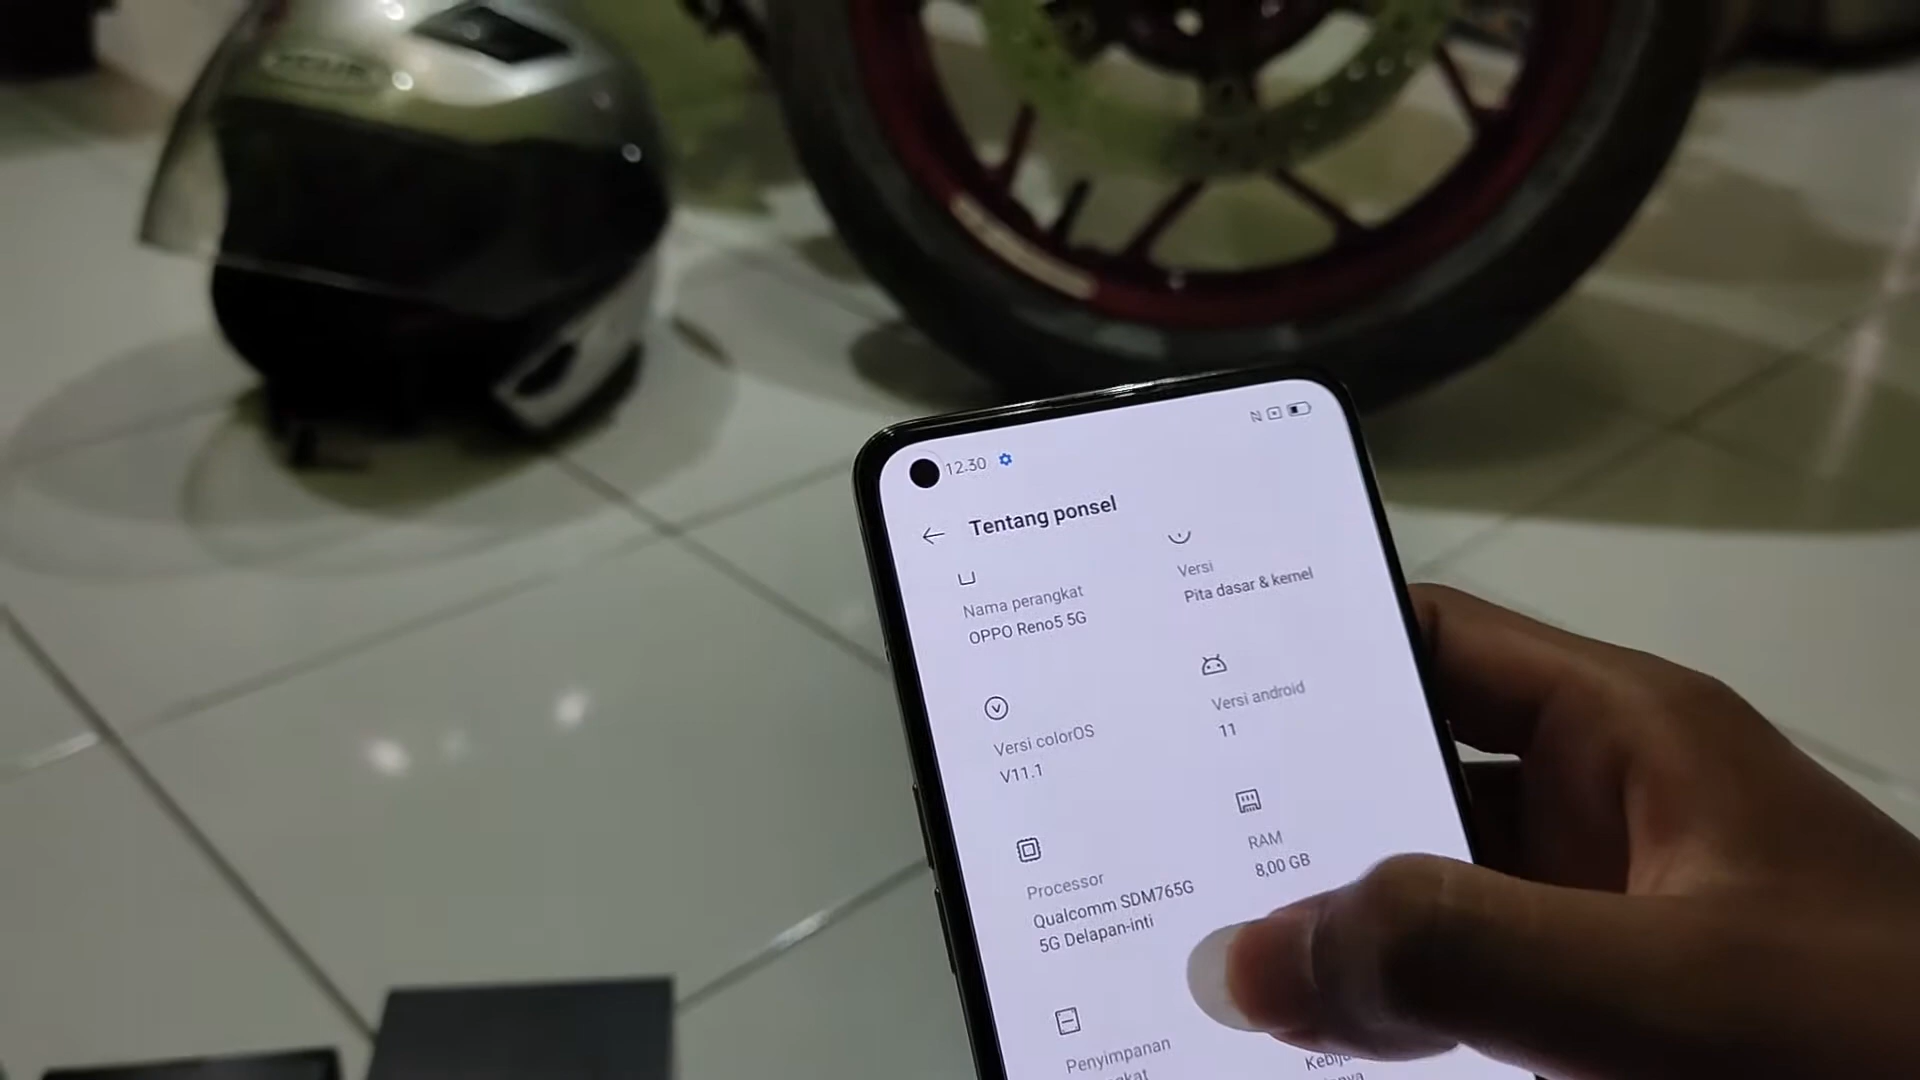 12.30
Tentang ponsel
Nama perangkat
OPPO Reno5 5G
Versi
Pita dasar & kernel
Versi colorOS
V11.1
Versi android
11
Processor
Qualcomm SDM765G
5G Delapan-inti
RAM
8,00 GB
Penyimpanan